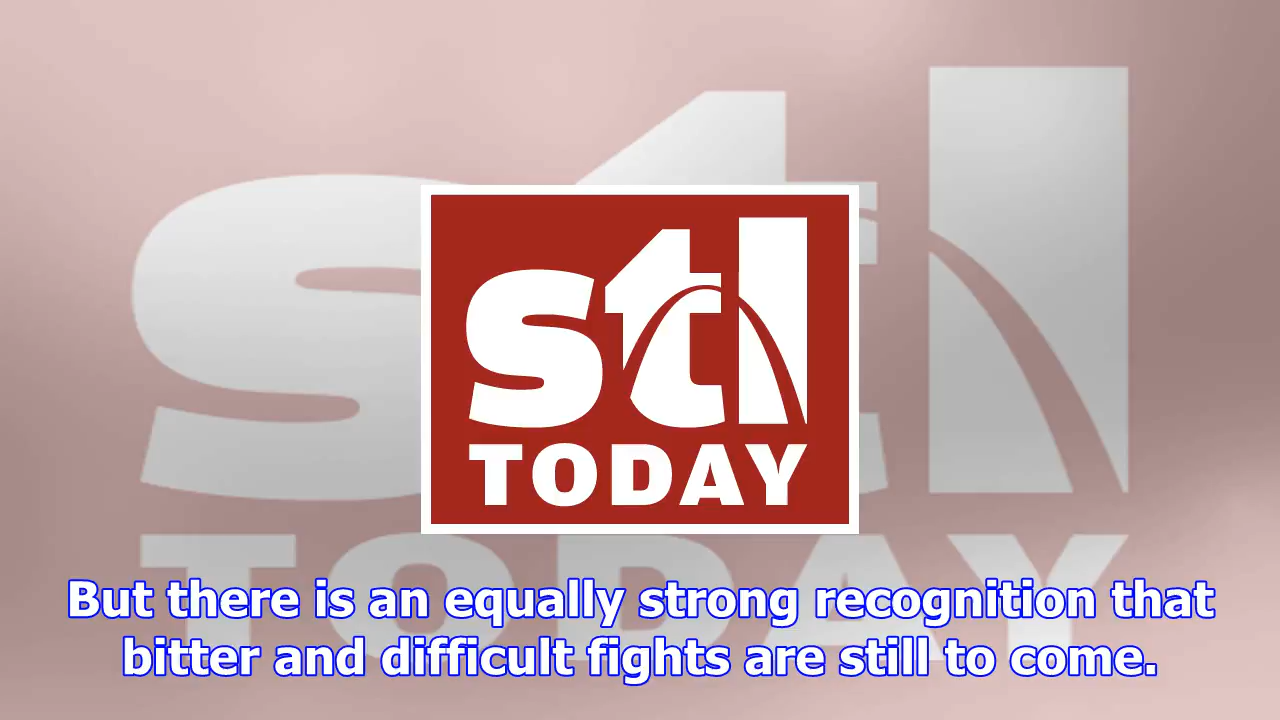 stl
TODAY
But there is an equally strong recognition that
bitter and difficult fights are still to come.